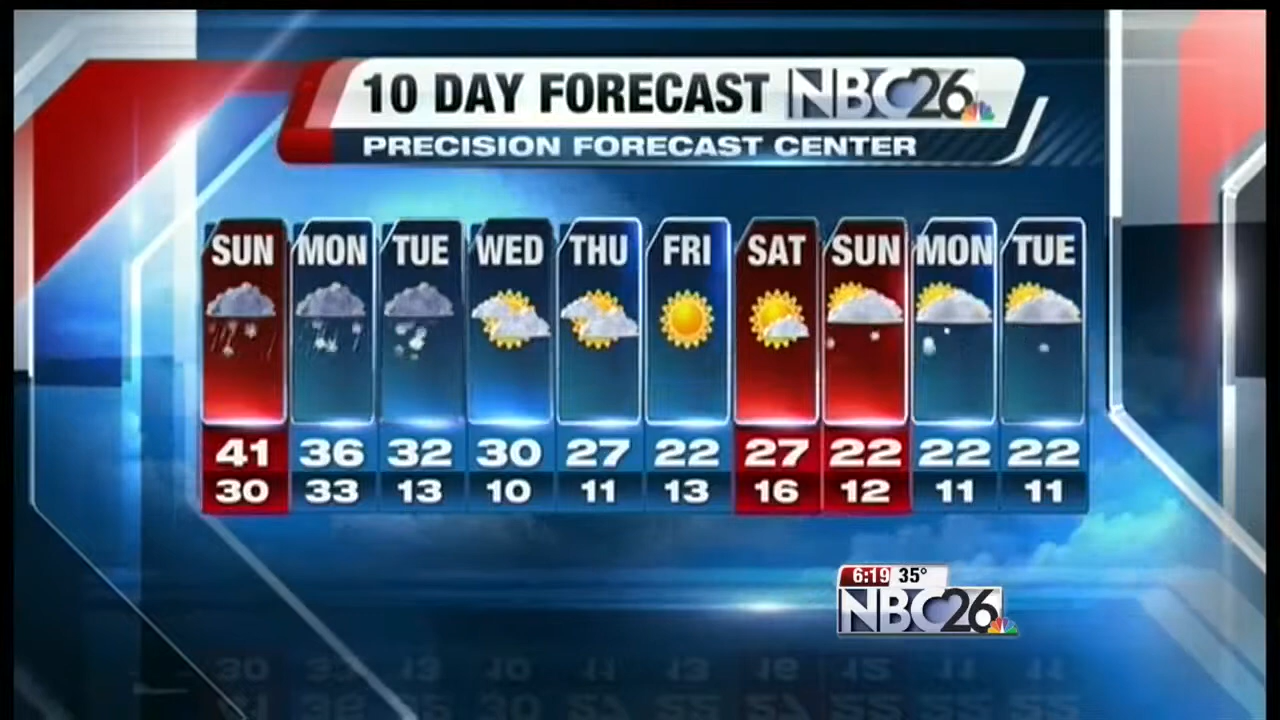 10 DAY FORECAST NBC26
PRECISION FORECAST CENTER
SUN MON TUE WED THU FRI SAT SUN MON TUE
41 36 32 30 27 22 27 22 22 22
30 33 13 10 11 13 16 12 11 11
6:19 35°
NBC26